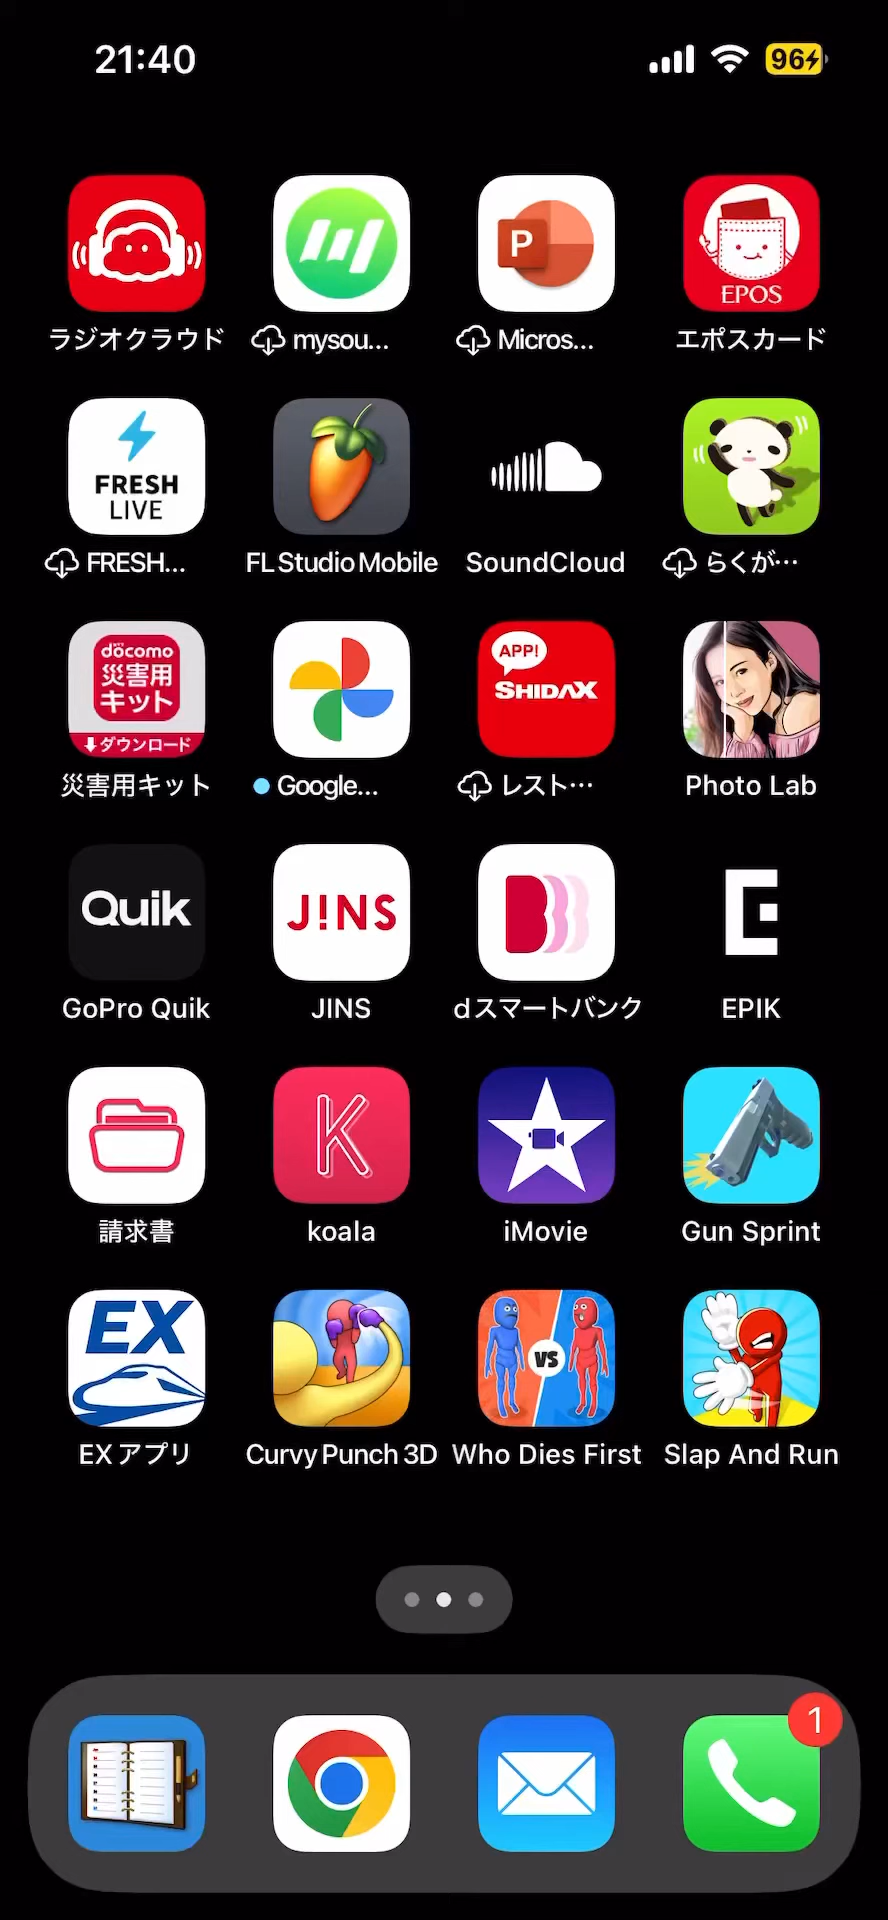 21:40
96
EPOS
ラジオクラウド
mysou...
Micros...
エポスカード
FRESH
LIVE
FRESH...
FL Studio Mobile
SoundCloud
らくが…
döcomo
災害用
キット
ダウンロード
災害用キット
Google...
APP!
SHIDAX
レスト…
Photo Lab
Quik
GoPro Quik
J!NS
JINS
dスマートバンク
EPIK
請求書
K
koala
iMovie
Gun Sprint
EX
EXアプリ
Curvy Punch 3D
VS
Who Dies First
Slap And Run
P
1